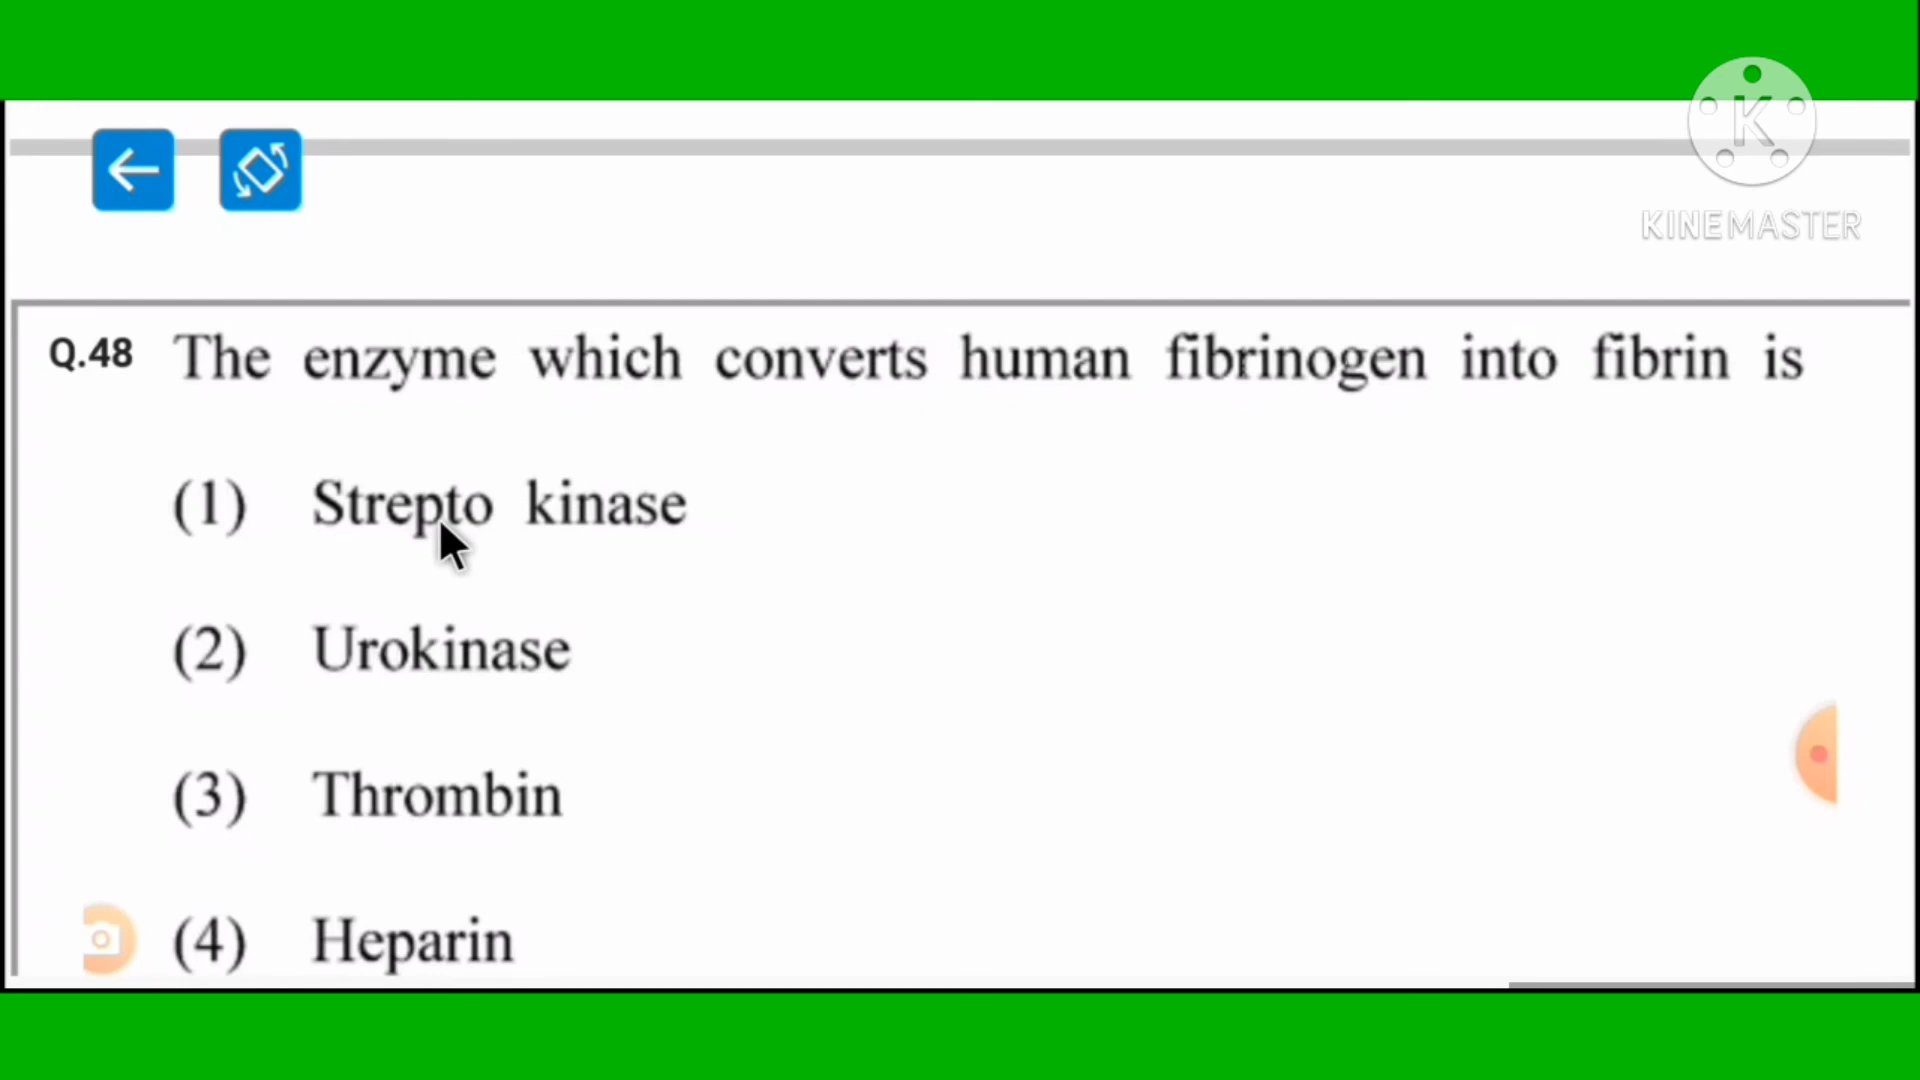 K
KINEMASTER
Q.48 The enzyme which converts human fibrinogen into fibrin is
(1) Strepto kinase
(2) Urokinase
(3) Thrombin
(4) Heparin